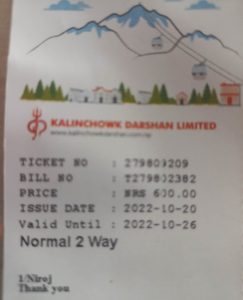 KALINCHOWK DARSHAN LIMITED
www.kalinchowkdarshan.com.np
TICKET NO : 279809209
BILL NO : T279802382
PRICE : NRS 600.00
ISSUE DATE : 2022-10-20
Valid Until : 2022-10-26
Normal 2 Way
1/Niroj
Thank you